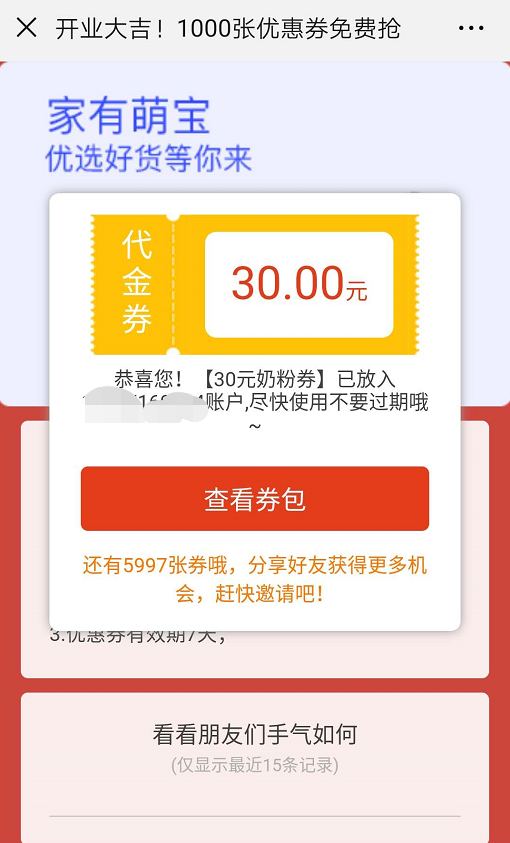 开业大吉！1000张优惠券免费抢
家有萌宝
优选好货等你来
代金券
30.00元
恭喜您！【30元奶粉券】已放入
账户,尽快使用不要过期哦
~
查看券包
还有5997张券哦，分享好友获得更多机
会，赶快邀请吧！
3.优惠券有效期7天；
看看朋友们手气如何
(仅显示最近15条记录)